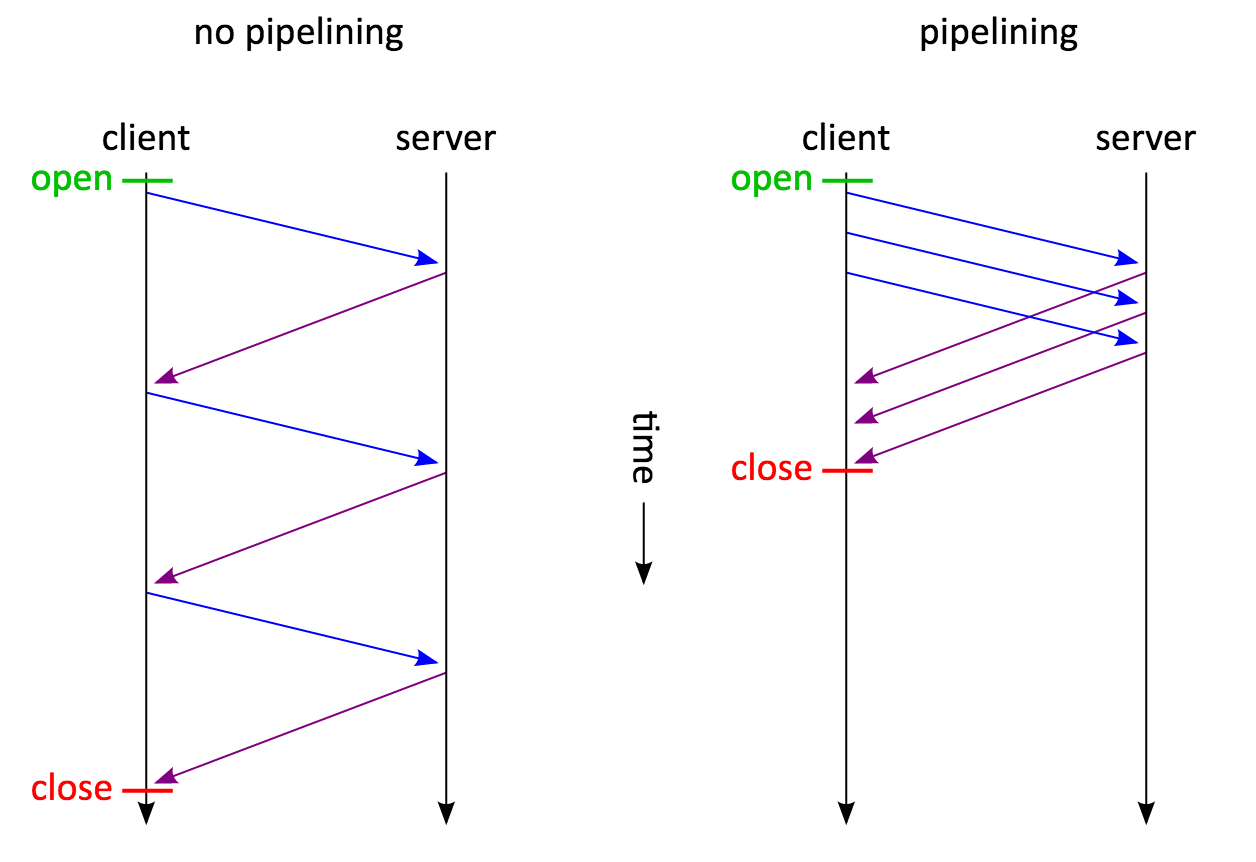 no pipelining
client
server
open
close
time
pipelining
client
server
open
close